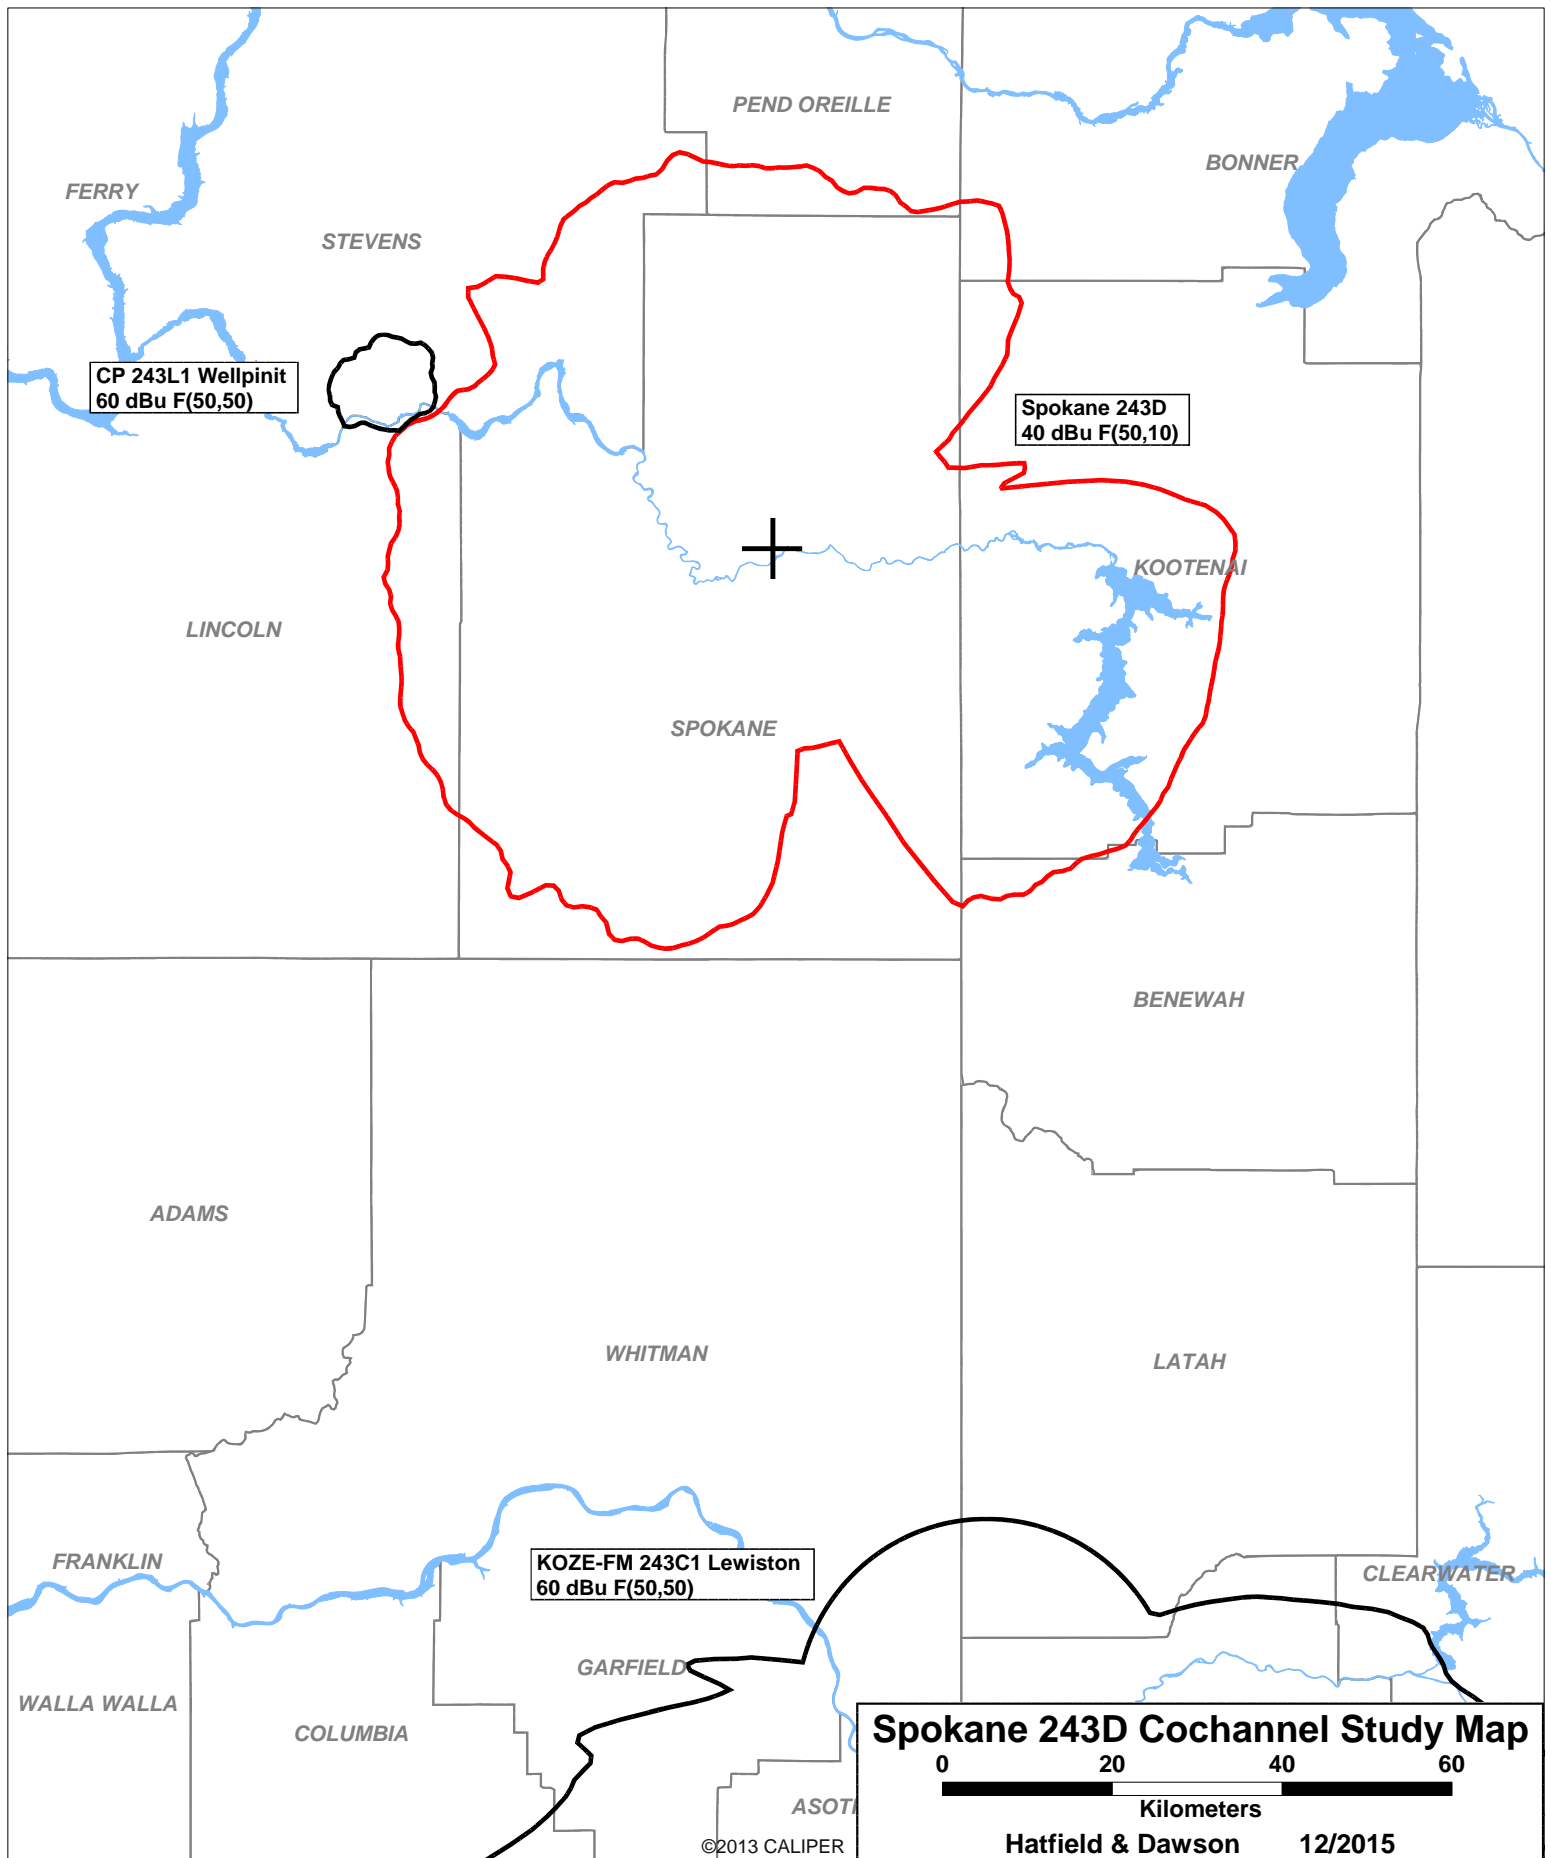 PEND OREILLE
BONNER
FERRY
STEVENS
CP 243L1 Wellpinit
60 dBu F(50,50)
Spokane 243D
40 dBu F(50,10)
KOOTENAI
LINCOLN
SPOKANE
BENEWAH
ADAMS
WHITMAN
LATAH
FRANKLIN
KOZE-FM 243C1 Lewiston
60 dBu F(50,50)
CLEARWATER
GARFIELD
WALLA WALLA
COLUMBIA
ASOTI
Spokane 243D Cochannel Study Map
0 20 40 60
Kilometers
Hatfield & Dawson 12/2015
©2013 CALIPER